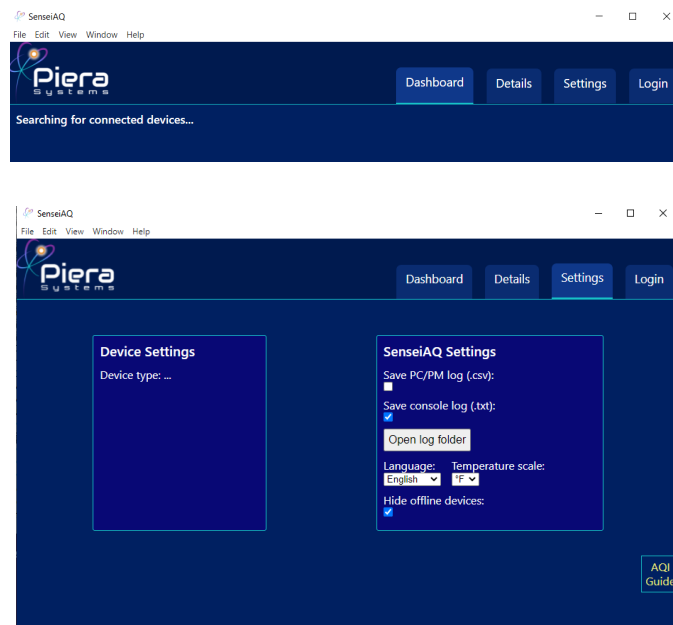 SenseiAQ
File Edit View Window Help
Piera
Systems
Dashboard Details Settings Login
Searching for connected devices...
SenseiAQ
File Edit View Window Help
Piera
Systems
Dashboard Details Settings Login
Device Settings
Device type: ...
SenseiAQ Settings
Save PC/PM log (.csv):
Save console log (.txt):
Open log folder
Language: Temperature scale:
English °F
Hide offline devices:
AQI
Guide